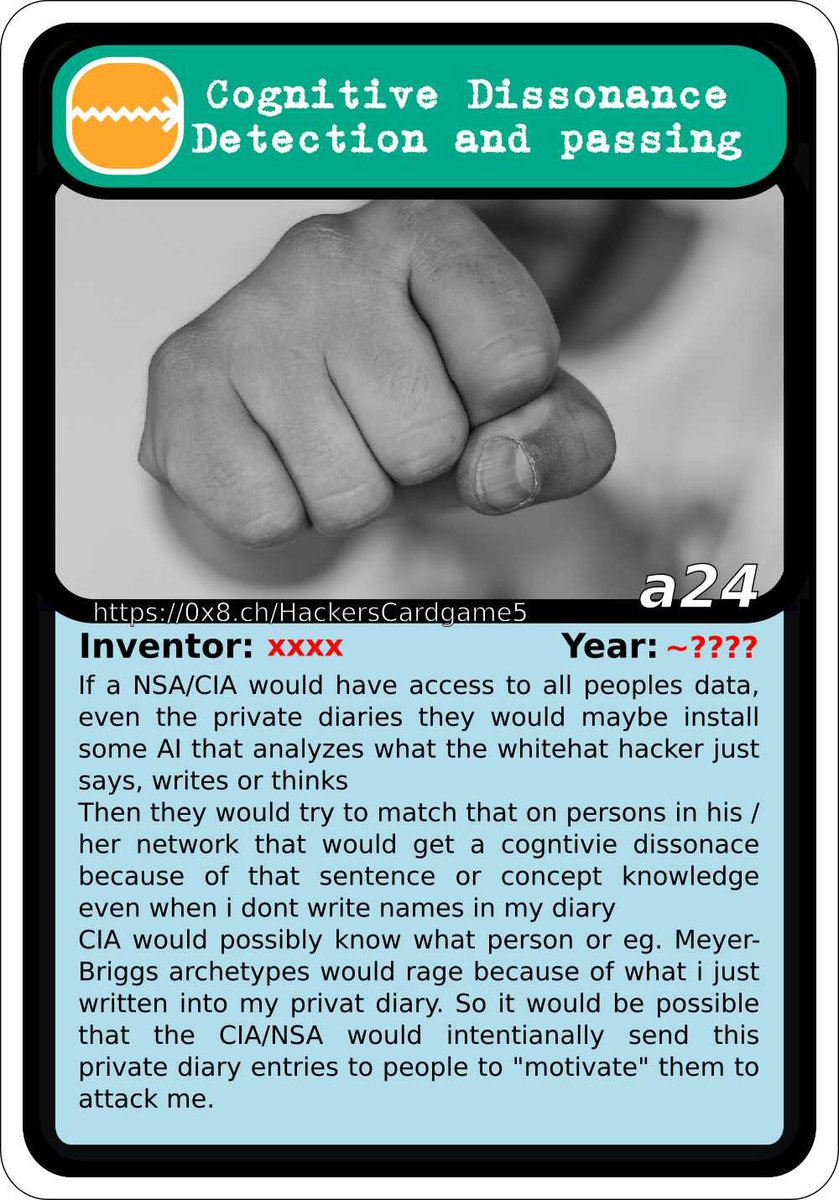 Cognitive Dissonance
Detection and passing
a24
https://0x8.ch/HackersCardgame5
Inventor: xxxx Year: ~????
If a NSA/CIA would have access to all peoples data,
even the private diaries they would maybe install
some AI that analyzes what the whitehat hacker just
says, writes or thinks
Then they would try to match that on persons in his /
her network that would get a cogntivie dissonace
because of that sentence or concept knowledge
even when i dont write names in my diary
CIA would possibly know what person or eg. Meyer-
Briggs archetypes would rage because of what i just
written into my privat diary. So it would be possible
that the CIA/NSA would intentianally send this
private diary entries to people to "motivate" them to
attack me.